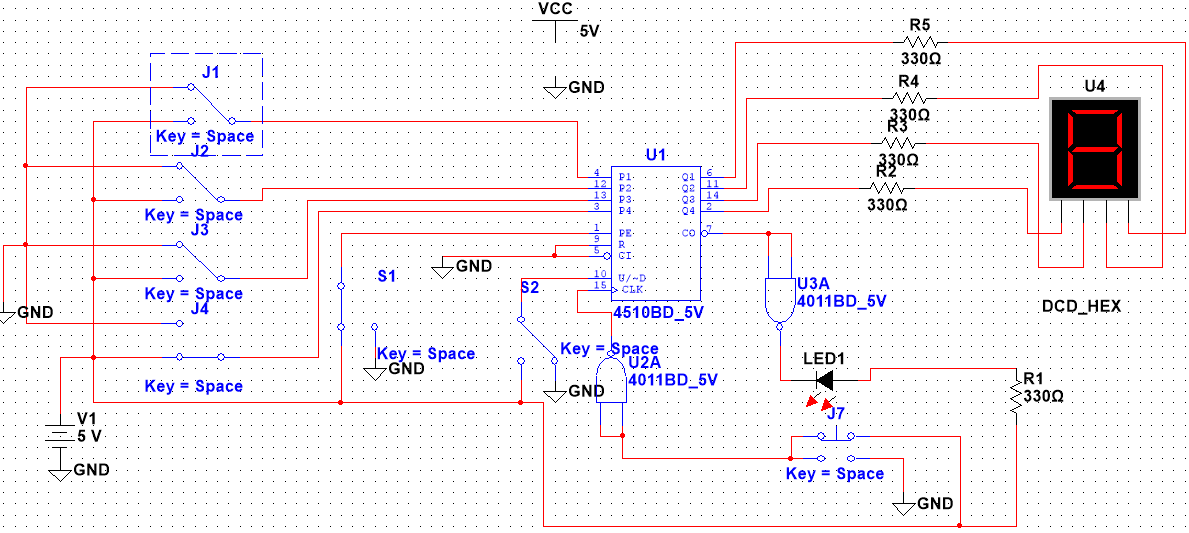 VCC
5V
GND
R5
330Ω
R4
330Ω
R3
330Ω
R2
330Ω
U4
DCD_HEX
J1
Key = Space
J2
Key = Space
J3
Key = Space
J4
Key = Space
GND
V1
5 V
GND
U1
4 P1 Q1 6
12 P2 Q2 11
13 P3 Q3 14
3 P4 Q4 2
1 PE CO 7
9 R
5 CI
10 U/~D
15 CLK
4510BD_5V
GND
S1
Key = Space
GND
S2
Key = Space
GND
U2A
4011BD_5V
U3A
4011BD_5V
LED1
R1
330Ω
J7
Key = Space
GND